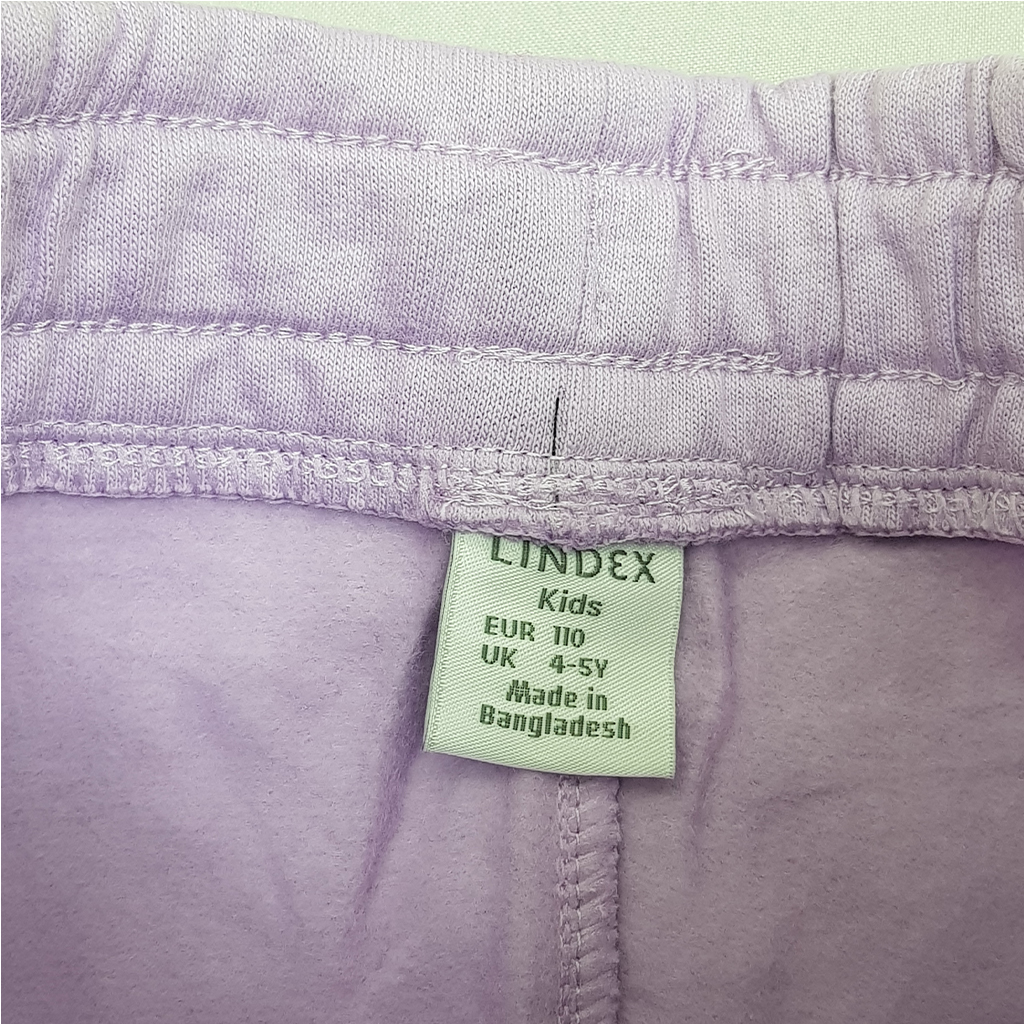 LINDEX
Kids
EUR 110
UK 4-5Y
Made in
Bangladesh